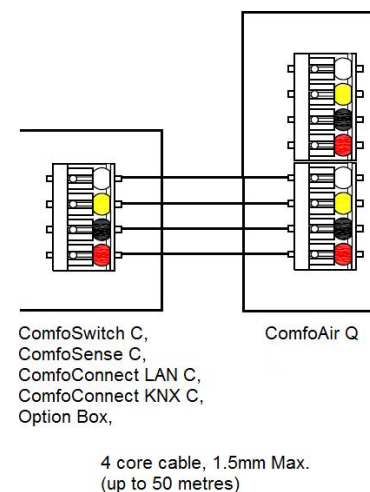 ComfoSwitch C,
ComfoSense C,
ComfoConnect LAN C,
ComfoConnect KNX C,
Option Box,
ComfoAir Q
4 core cable, 1.5mm Max.
(up to 50 metres)